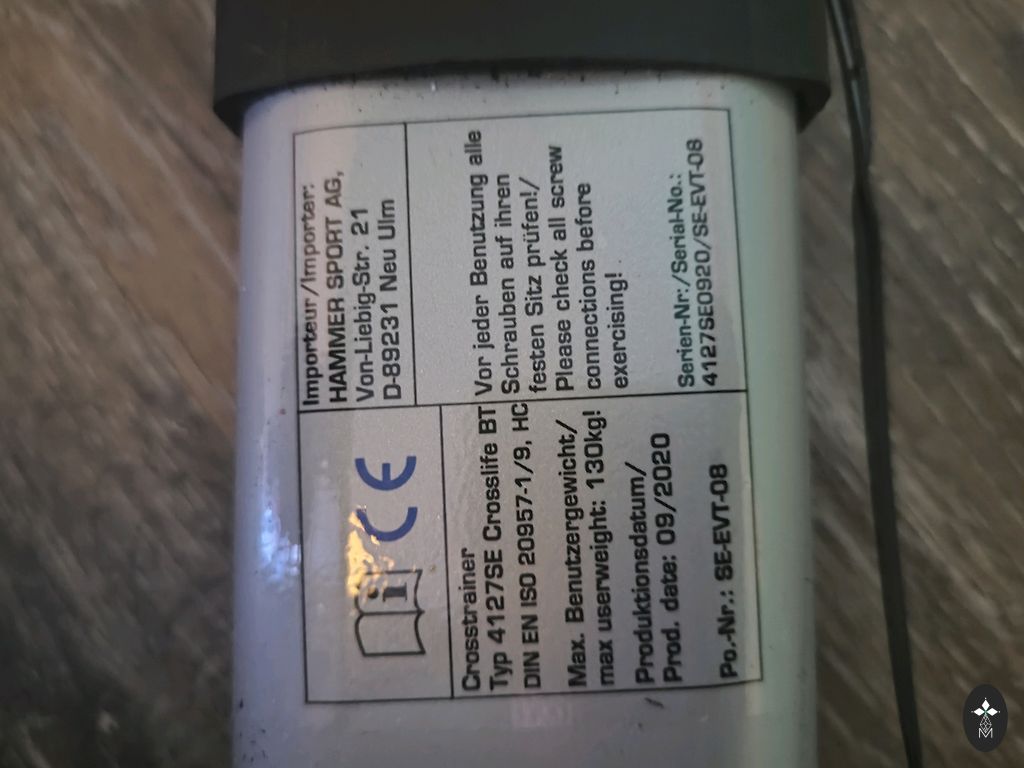 Importeur/Importer:
HAMMER SPORT AG,
Von-Liebig-Str. 21
D-89231 Neu Ulm
CE
i
Crosstrainer
Typ 4127SE Crosslife BT
DIN EN ISO 20957-1/9, HC
Max. Benutzergewicht/
max userweight: 130kg!
Produktionsdatum/
Prod. date: 09/2020
Po.-Nr.: SE-EVT-08
Vor jeder Benutzung alle
Schrauben auf ihren
festen Sitz prüfen!/
Please check all screw
connections before
exercising!
Serien-Nr:/Serial-No.:
4127SE0920/SE-EVT-08
M